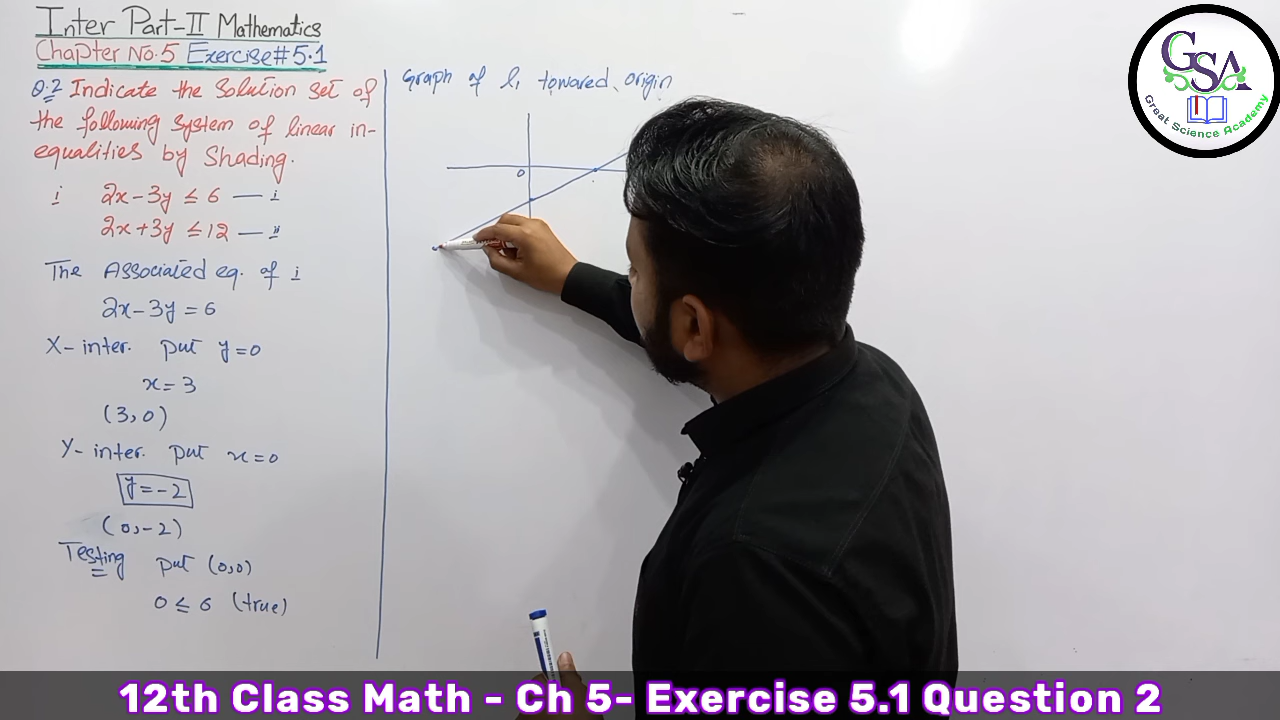 Inter Part-II Mathematics
Chapter No.5 Exercise#5.1
Q.2 Indicate the Solution set of
the following System of linear in-
equalities by Shading.
i 2x-3y ≤ 6 — i
2x+3y ≤ 12 — ii
The Associated eq. of i
2x-3y = 6
X-inter. put y=0
x=3
(3,0)
Y-inter. put x=0
y=-2
(0,-2)
Testing put (0,0)
0 ≤ 6 (true)
Graph of l₁ toward origin
0
GSA
Great Science Academy
12th Class Math - Ch 5- Exercise 5.1 Question 2